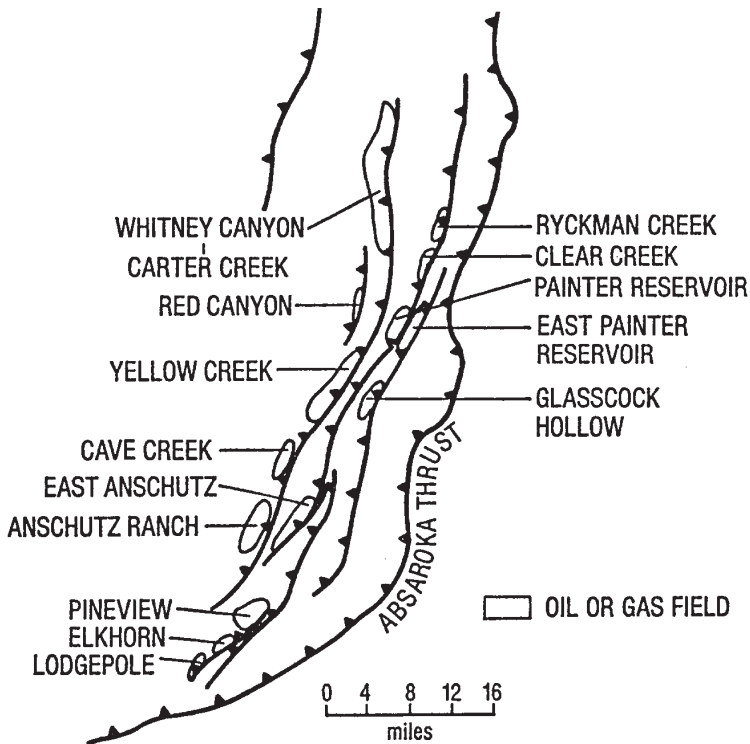 WHITNEY CANYON
CARTER CREEK
RED CANYON
YELLOW CREEK
CAVE CREEK
EAST ANSCHUTZ
ANSCHUTZ RANCH
PINEVIEW
ELKHORN
LODGEPOLE
RYCKMAN CREEK
CLEAR CREEK
PAINTER RESERVOIR
EAST PAINTER
RESERVOIR
GLASSCOCK
HOLLOW
ABSAROKA THRUST
OIL OR GAS FIELD
0 4 8 12 16
miles